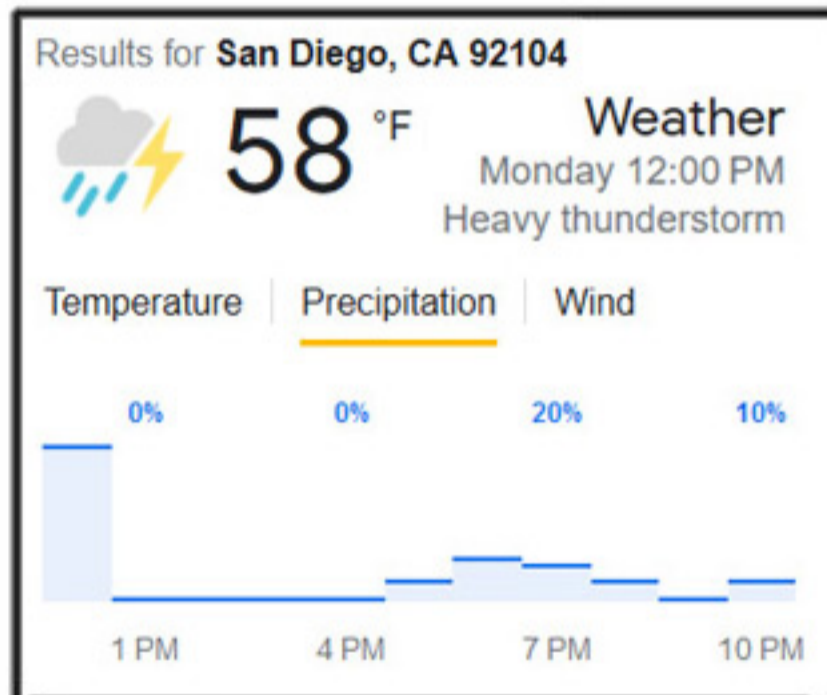 Results for San Diego, CA 92104
58 °F
Weather
Monday 12:00 PM
Heavy thunderstorm
Temperature Precipitation Wind
0% 0% 20% 10%
1 PM 4 PM 7 PM 10 PM